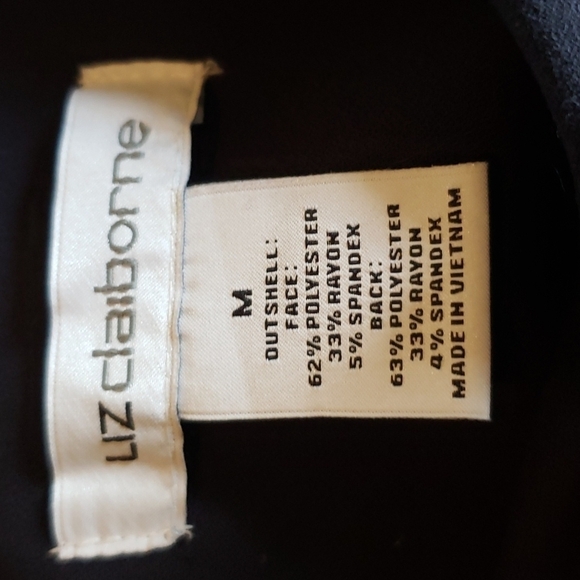 LIZ claiborne
M
OUTSHELL:
FACE:
62% POLYESTER
33% RAYON
5% SPANDEX
BACK:
63% POLYESTER
33% RAYON
4% SPANDEX
MADE IN VIETNAM